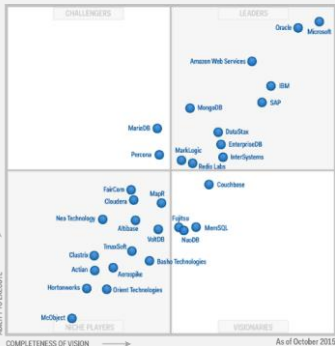 CHALLENGERS
LEADERS
Oracle
Microsoft
Amazon Web Services
IBM
SAP
MongoDB
DataStax
MariaDB
EnterpriseDB
MarkLogic
InterSystems
Percona
Redis Labs
Couchbase
FairCom
Cloudera
MapR
Neo Technology
Altibase
Fujitsu
MemSQL
VoltDB
NuoDB
TmaxSoft
Clustrix
Basho Technologies
Actian
Aerospike
Hortonworks
Orient Technologies
McObject
NICHE PLAYERS
VISIONARIES
COMPLETENESS OF VISION
As of October 2015